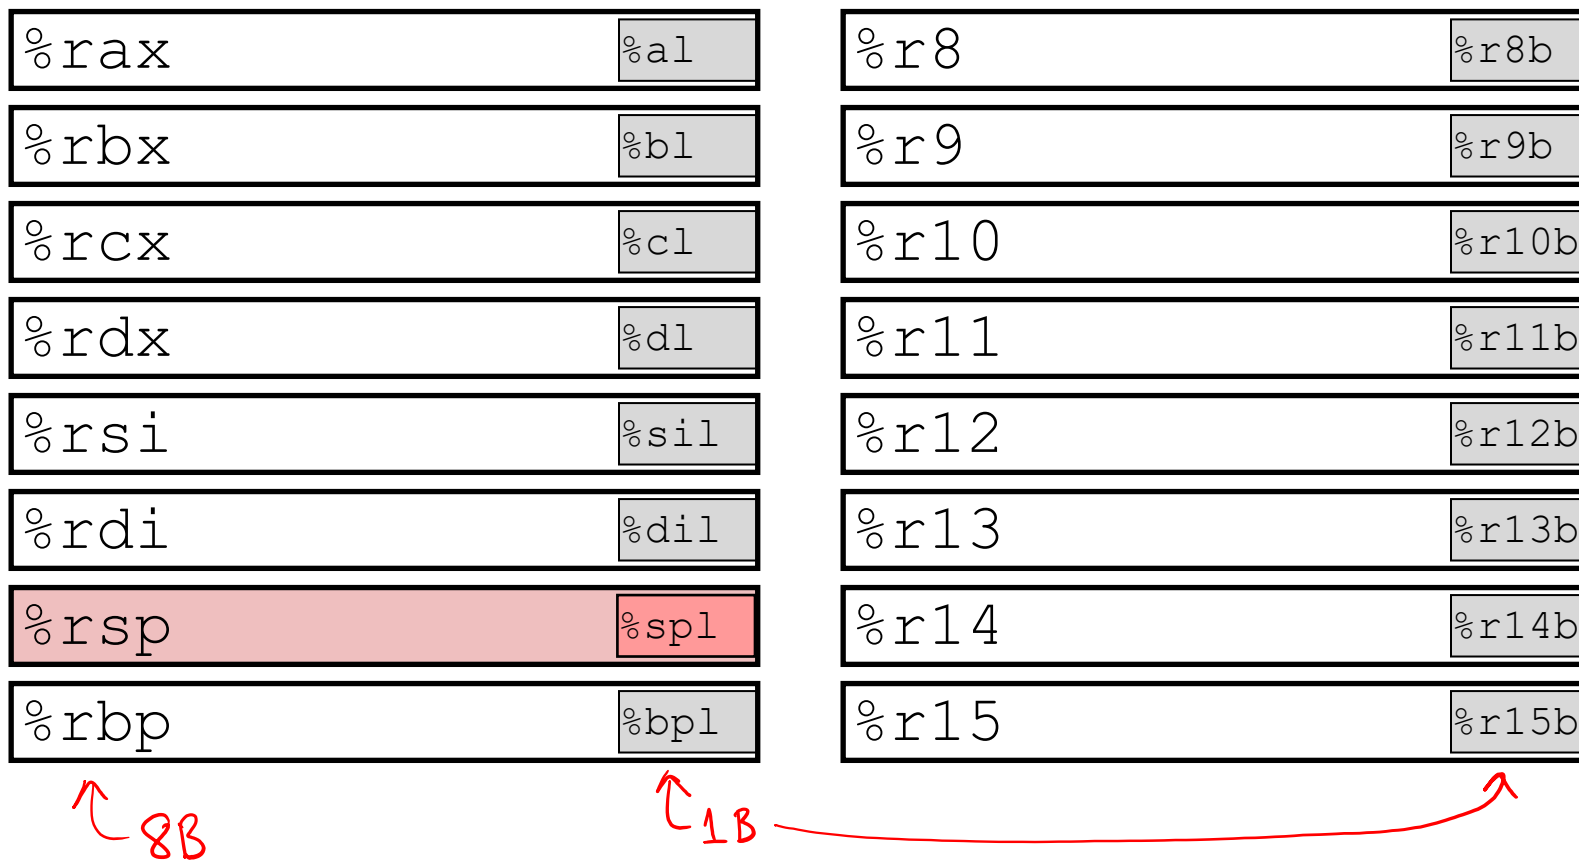 %rax %al %r8 %r8b
%rbx %bl %r9 %r9b
%rcx %cl %r10 %r10b
%rdx %dl %r11 %r11b
%rsi %sil %r12 %r12b
%rdi %dil %r13 %r13b
%rsp %spl %r14 %r14b
%rbp %bpl %r15 %r15b
8B 1B